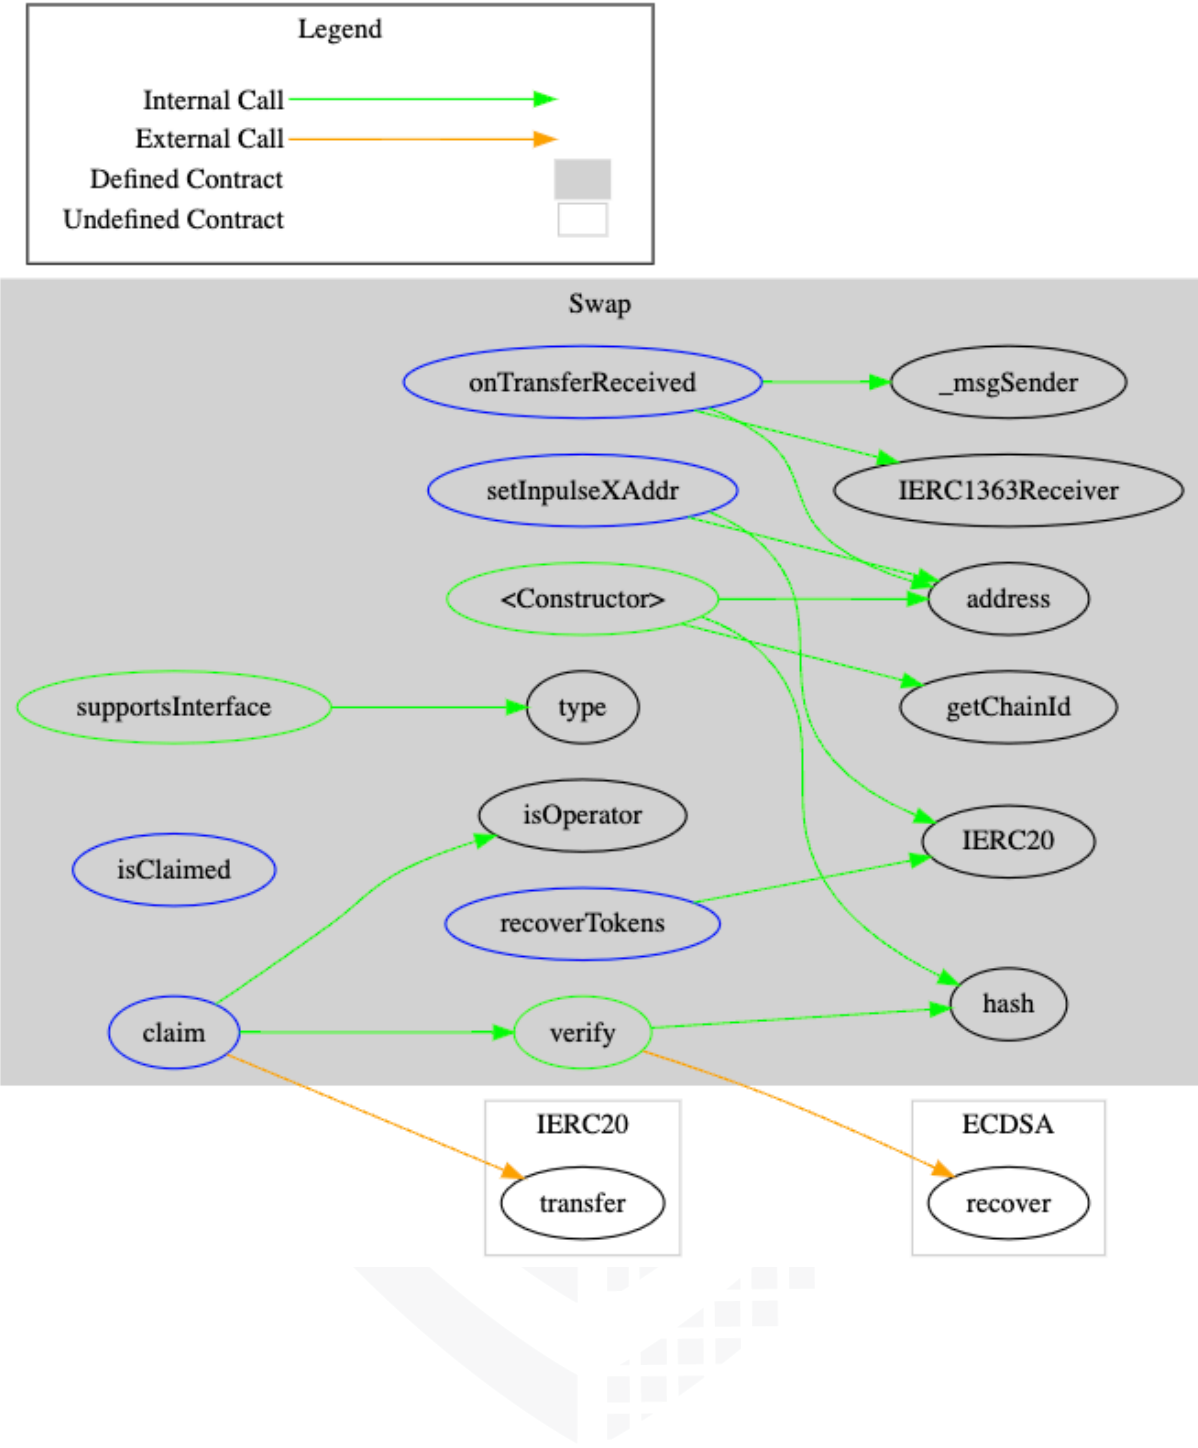 Legend
Internal Call
External Call
Defined Contract
Undefined Contract
Swap
onTransferReceived
_msgSender
setInpulseXAddr
IERC1363Receiver
<Constructor>
address
supportsInterface
type
getChainId
isOperator
IERC20
isClaimed
recoverTokens
hash
claim
verify
IERC20
ECDSA
transfer
recover